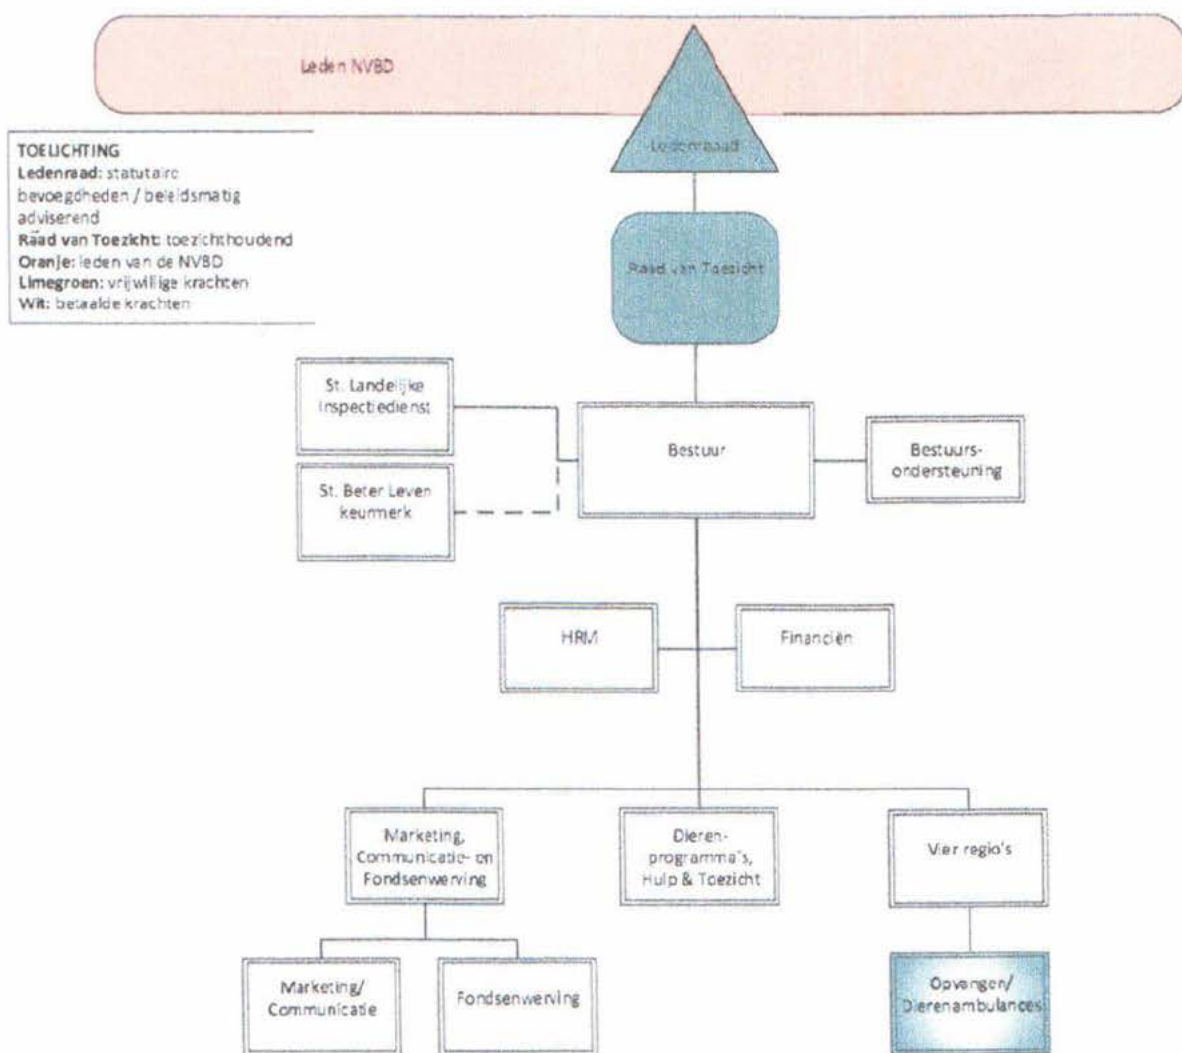 Leden NVBD
Ledenraad
TOELICHTING
Ledenraad: statutaire
bevoegdheden / beleidsmatig
adviserend
Raad van Toezicht: toezichthoudend
Oranje: leden van de NVBD
Limegroen: vrijwillige krachten
Wit: betaalde krachten
Raad van Toezicht
St. Landelijke
Inspectiedienst
St. Beter Leven
keurmerk
Bestuur
Bestuurs-
ondersteuning
HRM
Financiën
Marketing,
Communicatie- en
Fondsenwerving
Dieren-
programma's,
Hulp & Toezicht
Vier regio's
Marketing/
Communicatie
Fondsenwerving
Opvangen/
Dierenambulances